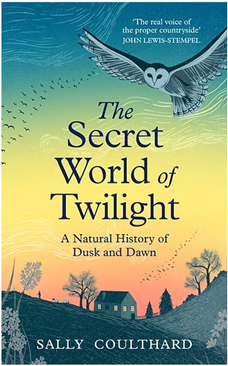 'The real voice of
the proper countryside'
JOHN LEWIS-STEMPEL
The
Secret
World of
Twilight
A Natural History of
Dusk and Dawn
SALLY COULTHARD